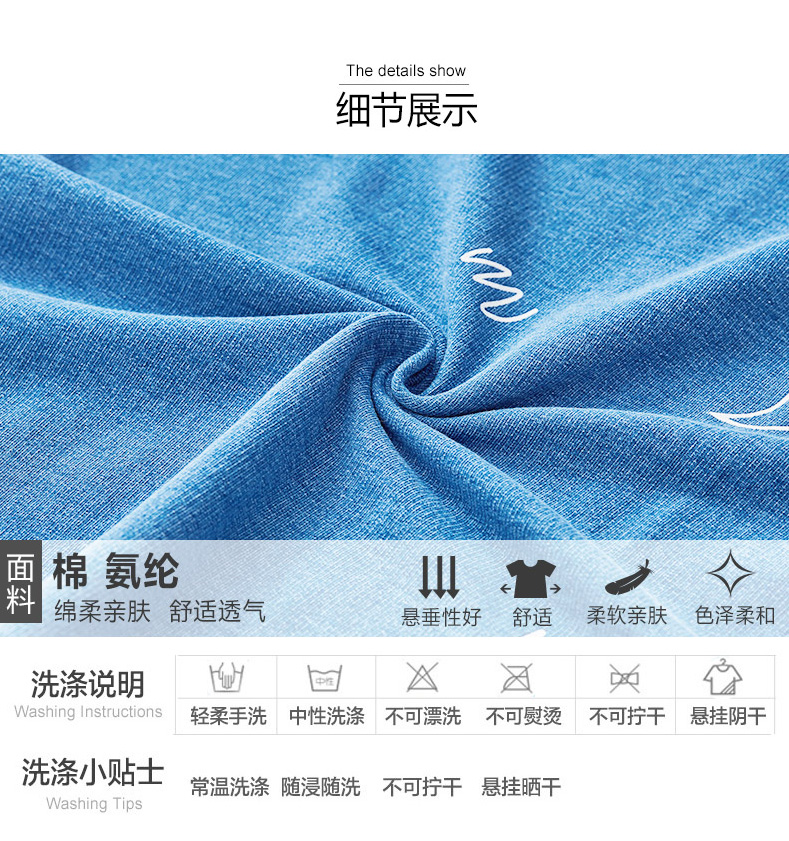 The details show
细节展示
面料
棉 氨纶
绵柔亲肤 舒适透气
悬垂性好 舒适 柔软亲肤 色泽柔和
洗涤说明
Washing Instructions
中性
轻柔手洗 中性洗涤 不可漂洗 不可熨烫 不可拧干 悬挂阴干
洗涤小贴士
Washing Tips
常温洗涤 随浸随洗 不可拧干 悬挂晒干